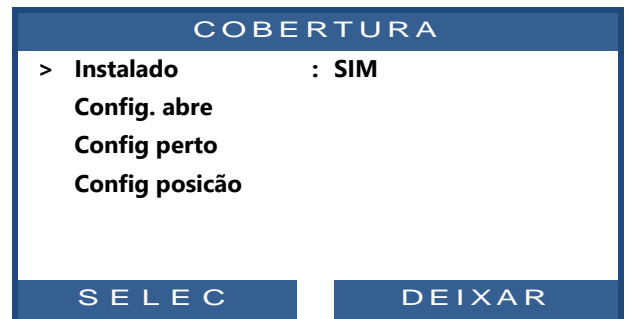 COBERTURA
> Instalado : SIM
Config. abre
Config perto
Config posicão
SELEC DEIXAR